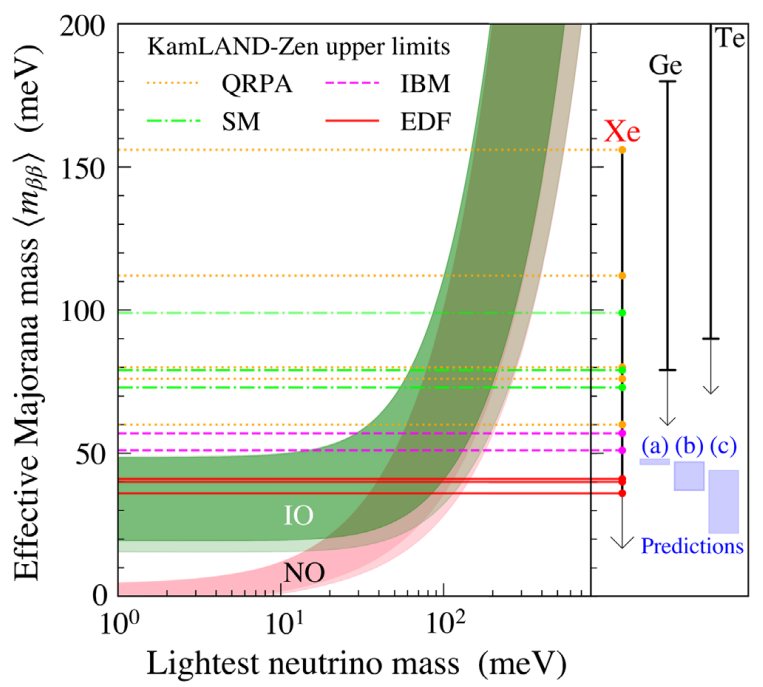 Effective Majorana mass ⟨mββ⟩ (meV)
200
150
100
50
0
KamLAND-Zen upper limits
QRPA IBM
SM EDF
IO
NO
Te
Ge
Xe
(a) (b) (c)
Predictions
10⁰ 10¹ 10²
Lightest neutrino mass (meV)